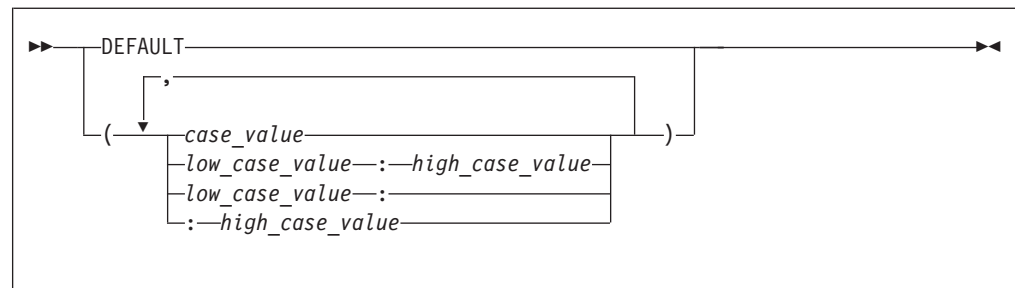 DEFAULT
,
( case_value )
low_case_value : high_case_value
low_case_value :
: high_case_value